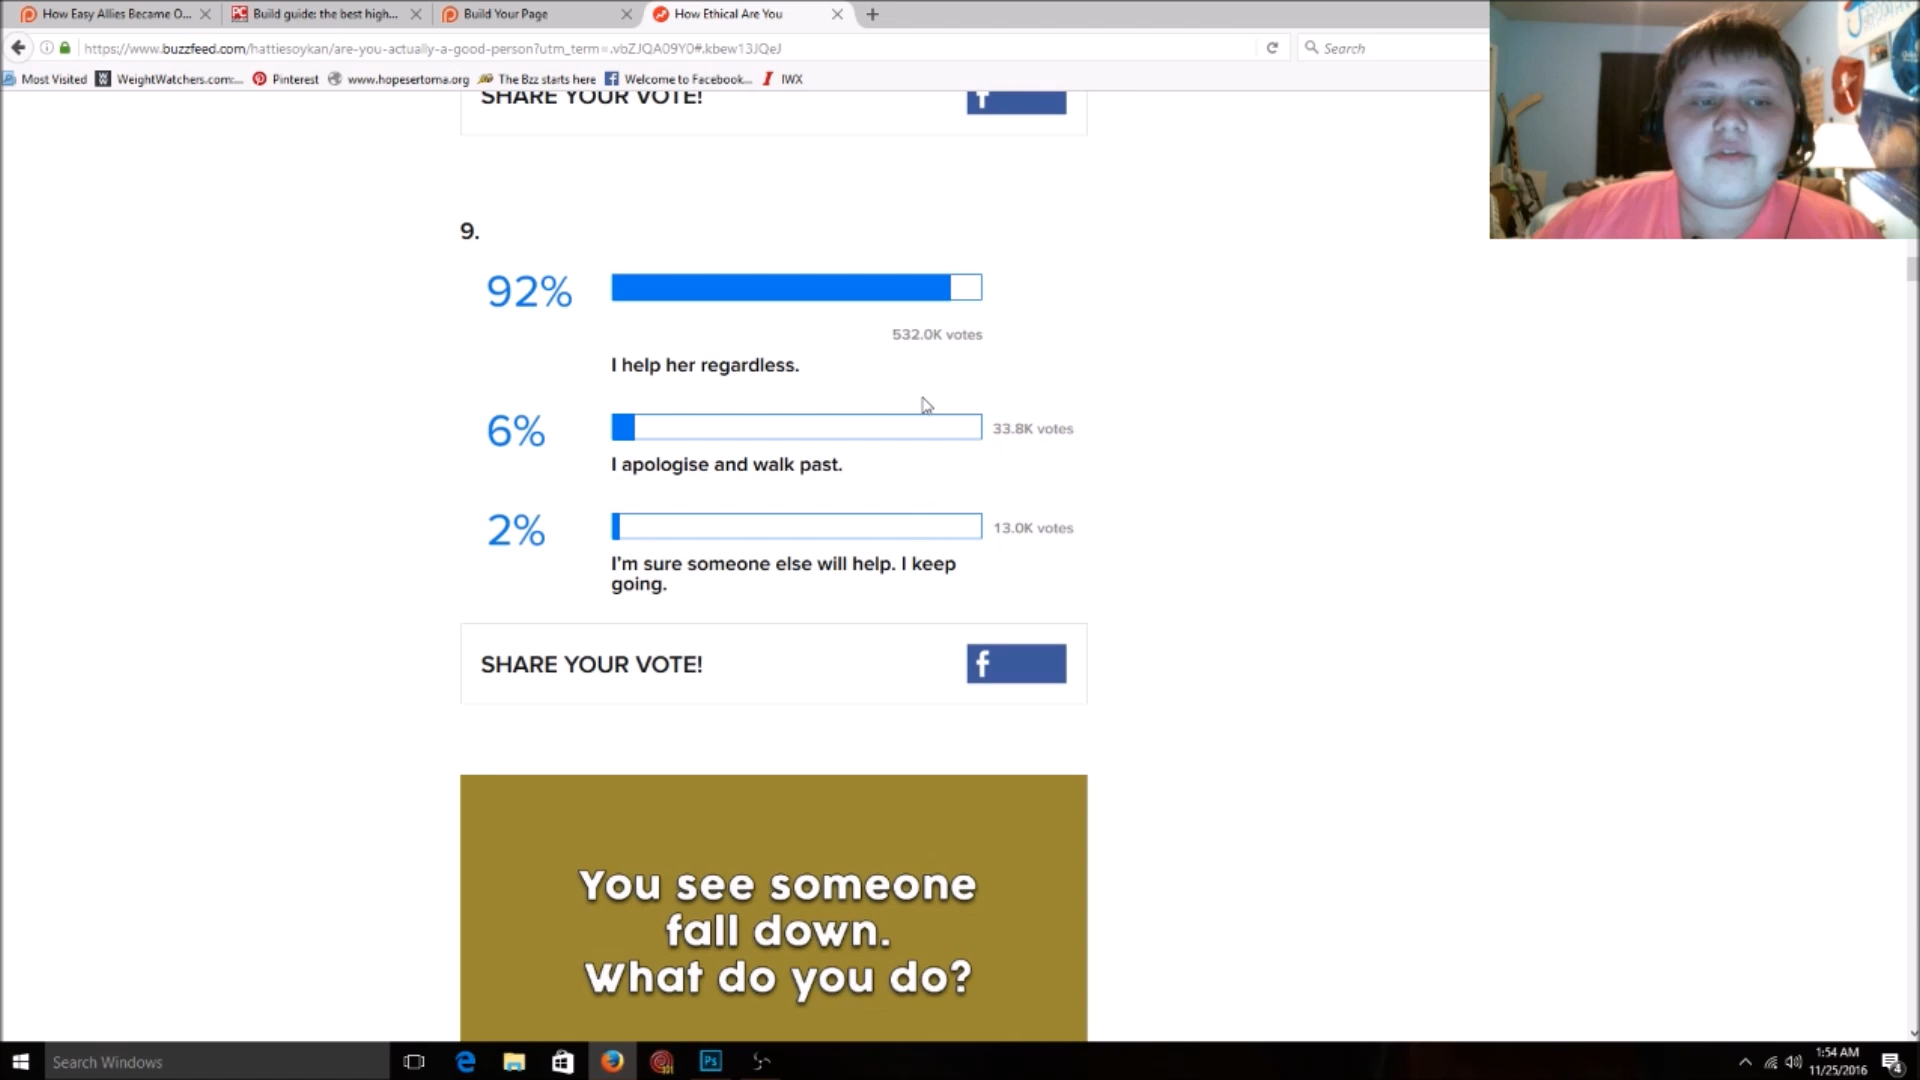 How Easy Allies Became O...
Build guide: the best high...
Build Your Page
How Ethical Are You
https://www.buzzfeed.com/hattiesoykan/are-you-actually-a-good-person?utm_term=.vbZJQA09Y0#.kbew13JQeJ
Search
Most Visited
WeightWatchers.com:...
Pinterest
www.hopesertoma.org
The Bzz starts here
Welcome to Facebook...
IWX
SHARE YOUR VOTE!
9.
92%
532.0K votes
I help her regardless.
6%
33.8K votes
I apologise and walk past.
2%
13.0K votes
I'm sure someone else will help. I keep
going.
SHARE YOUR VOTE!
You see someone
fall down.
What do you do?
Search Windows
1:54 AM
11/25/2016